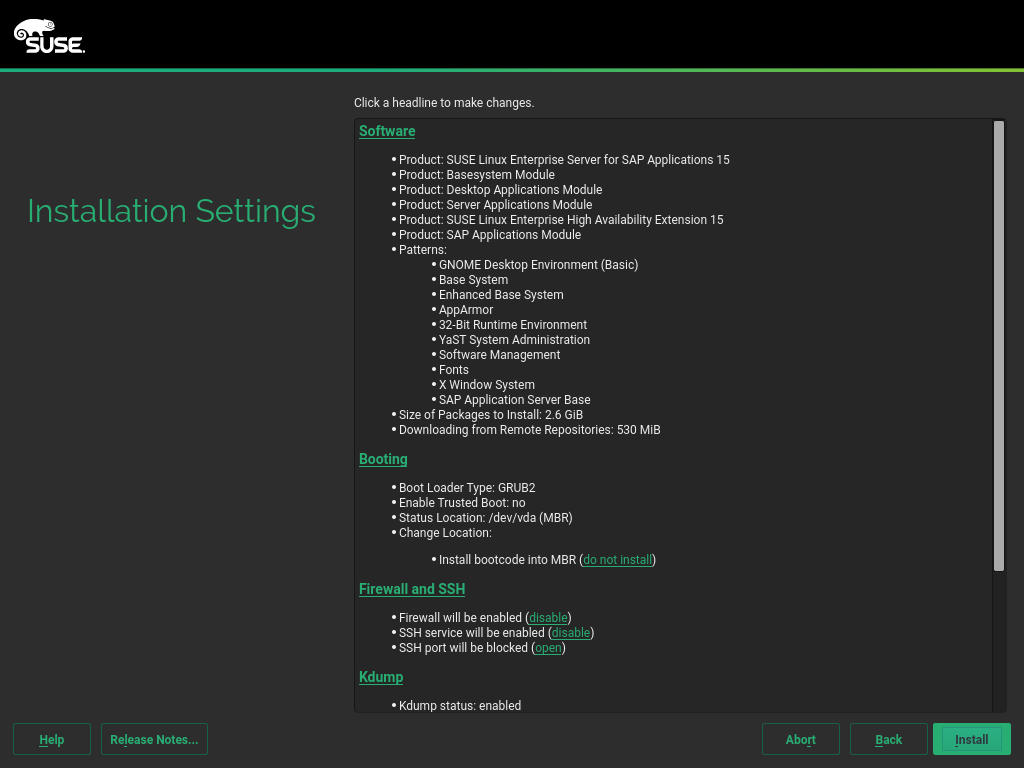 SUSE
Click a headline to make changes.
Installation Settings
Software
• Product: SUSE Linux Enterprise Server for SAP Applications 15
• Product: Basesystem Module
• Product: Desktop Applications Module
• Product: Server Applications Module
• Product: SUSE Linux Enterprise High Availability Extension 15
• Product: SAP Applications Module
• Patterns:
• GNOME Desktop Environment (Basic)
• Base System
• Enhanced Base System
• AppArmor
• 32-Bit Runtime Environment
• YaST System Administration
• Software Management
• Fonts
• X Window System
• SAP Application Server Base
• Size of Packages to Install: 2.6 GiB
• Downloading from Remote Repositories: 530 MiB
Booting
• Boot Loader Type: GRUB2
• Enable Trusted Boot: no
• Status Location: /dev/vda (MBR)
• Change Location:
• Install bootcode into MBR (do not install)
Firewall and SSH
• Firewall will be enabled (disable)
• SSH service will be enabled (disable)
• SSH port will be blocked (open)
Kdump
• Kdump status: enabled
Help Release Notes... Abort Back Install